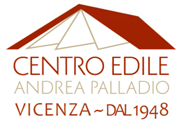 CENTRO EDILE
ANDREA PALLADIO
VICENZA~DAL 1948